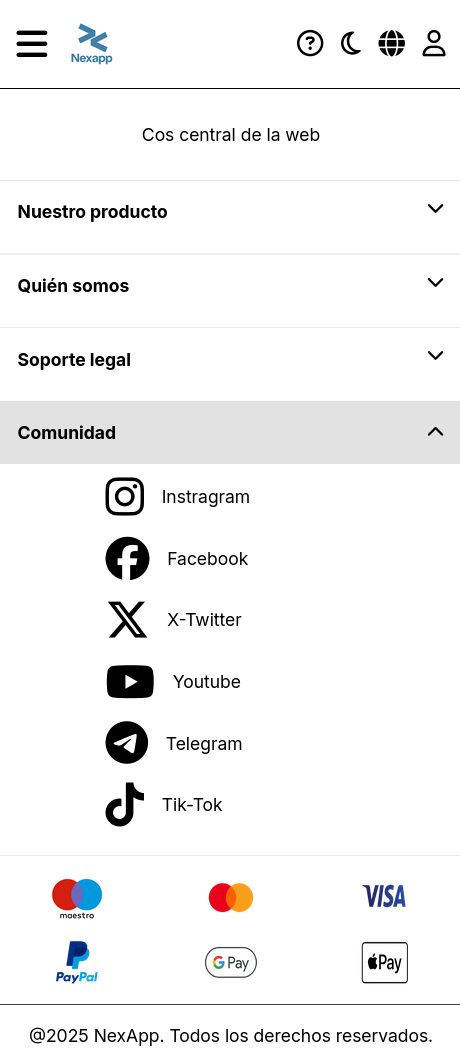 Nexapp
Cos central de la web
Nuestro producto
Quién somos
Soporte legal
Comunidad
Instragram
Facebook
X-Twitter
Youtube
Telegram
Tik-Tok
maestro
VISA
PayPal
G Pay
Pay
@2025 NexApp. Todos los derechos reservados.